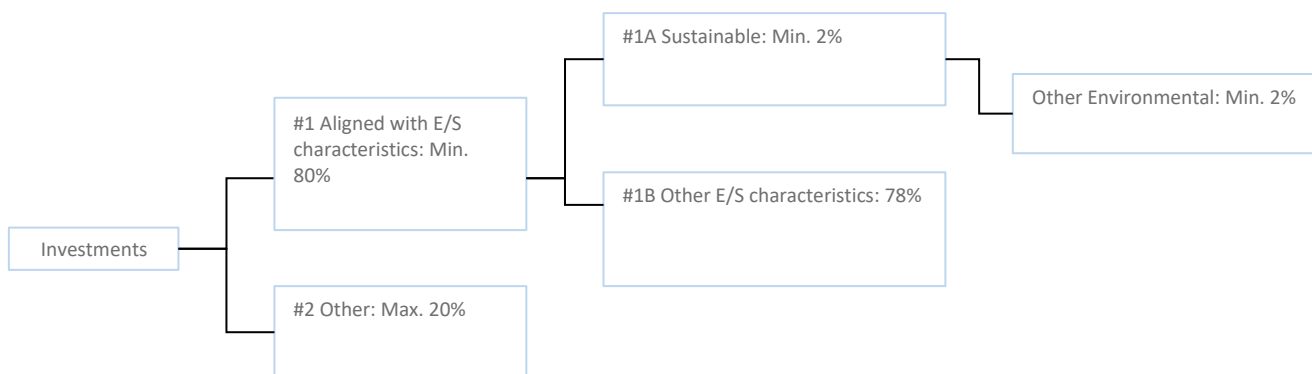 #1A Sustainable: Min. 2%
Other Environmental: Min. 2%
#1 Aligned with E/S
characteristics: Min.
80%
#1B Other E/S characteristics: 78%
Investments
#2 Other: Max. 20%